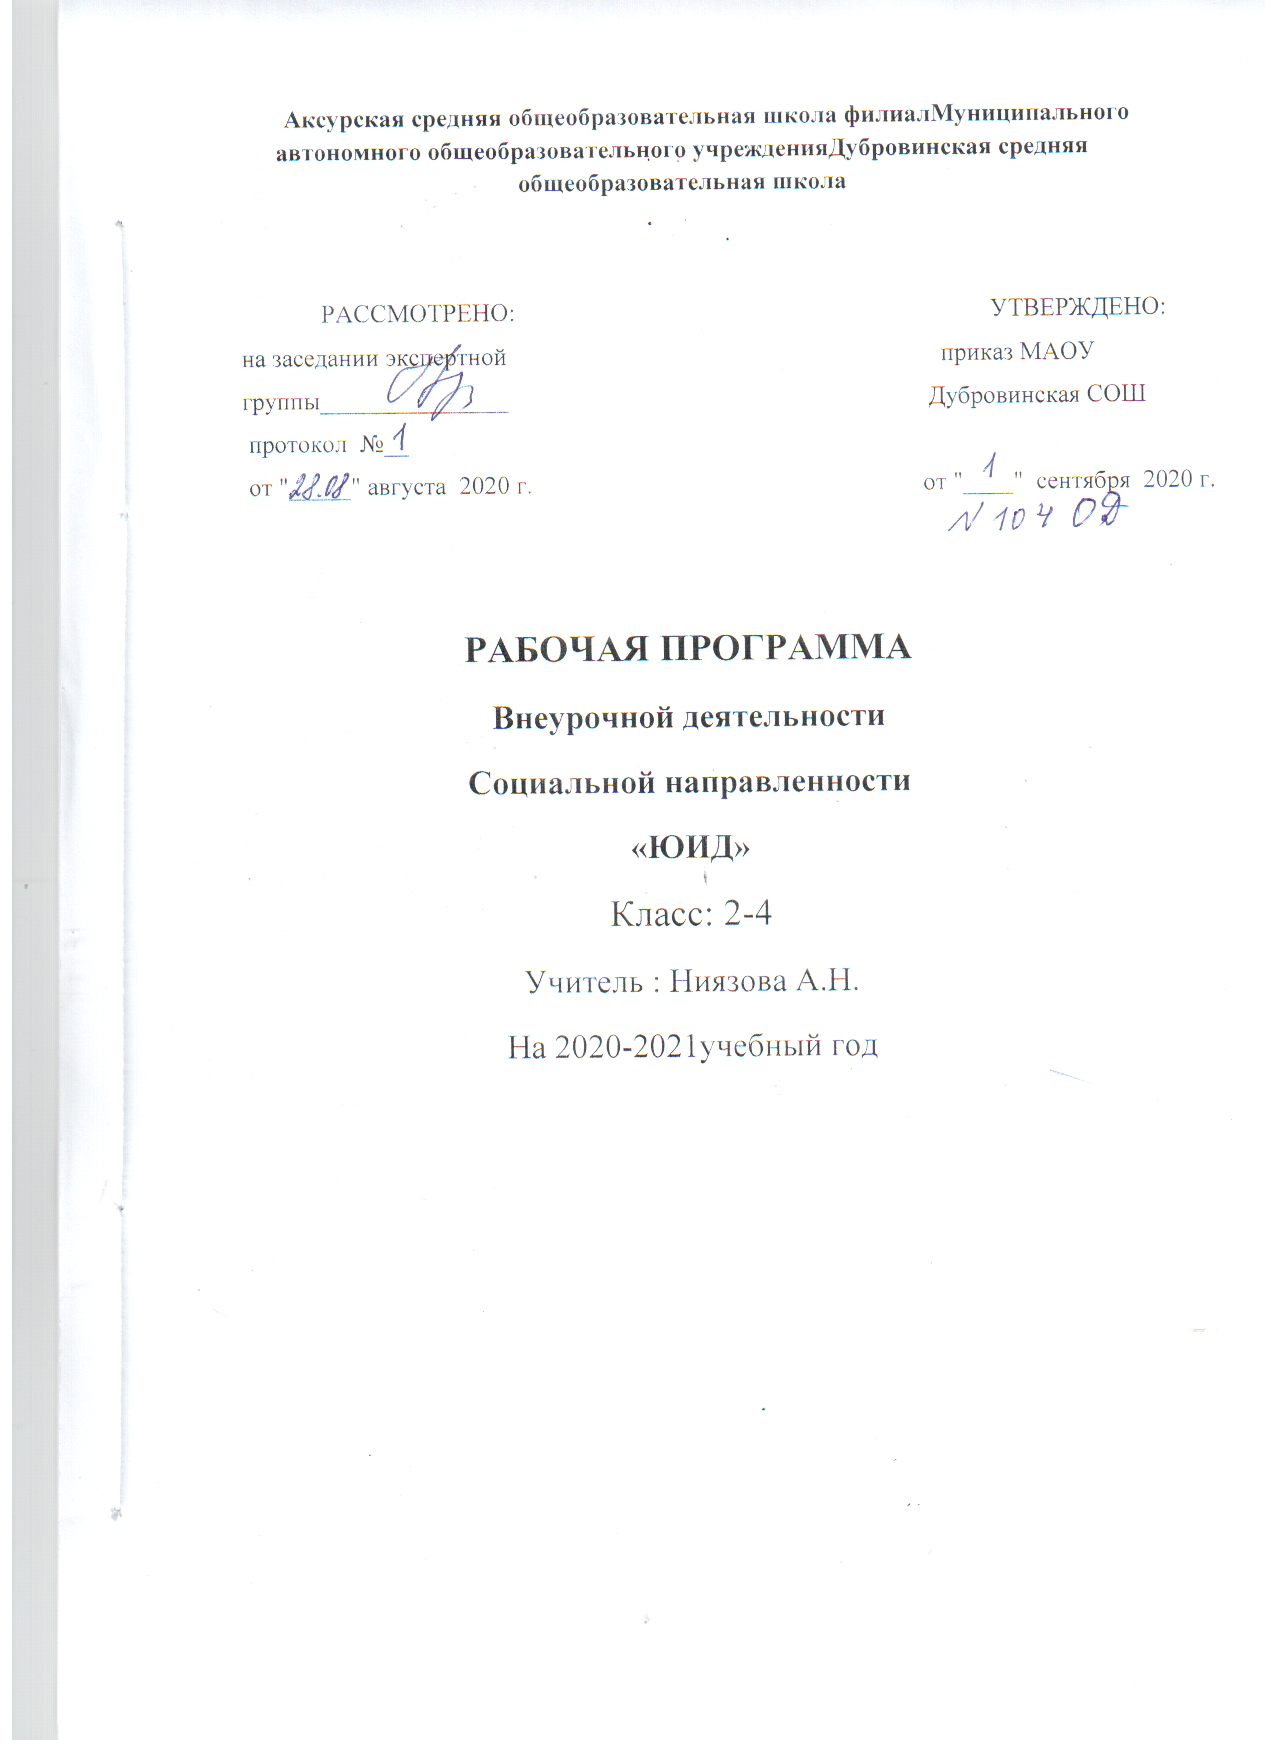 Аксурская средняя общеобразовательная школа филиалМуниципального
автономного общеобразовательного учрежденияДубровинская средняя
общеобразовательная школа
РАССМОТРЕНО:
на заседании экспертной
группы_______________
протокол №1
от "28.08" августа 2020 г.
УТВЕРЖДЕНО:
приказ МАОУ
Дубровинская СОШ
от "1" сентября 2020 г.
N 104 ОД
РАБОЧАЯ ПРОГРАММА
Внеурочной деятельности
Социальной направленности
«ЮИД»
Класс: 2-4
Учитель : Ниязова А.Н.
На 2020-2021учебный год